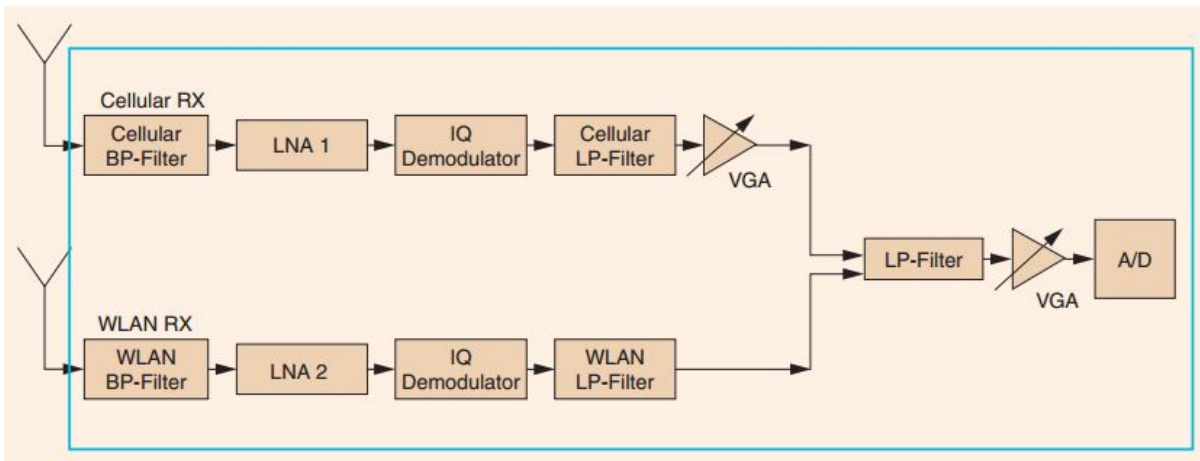 Cellular RX
Cellular
BP-Filter
LNA 1
IQ
Demodulator
Cellular
LP-Filter
VGA
LP-Filter
VGA
A/D
WLAN RX
WLAN
BP-Filter
LNA 2
IQ
Demodulator
WLAN
LP-Filter